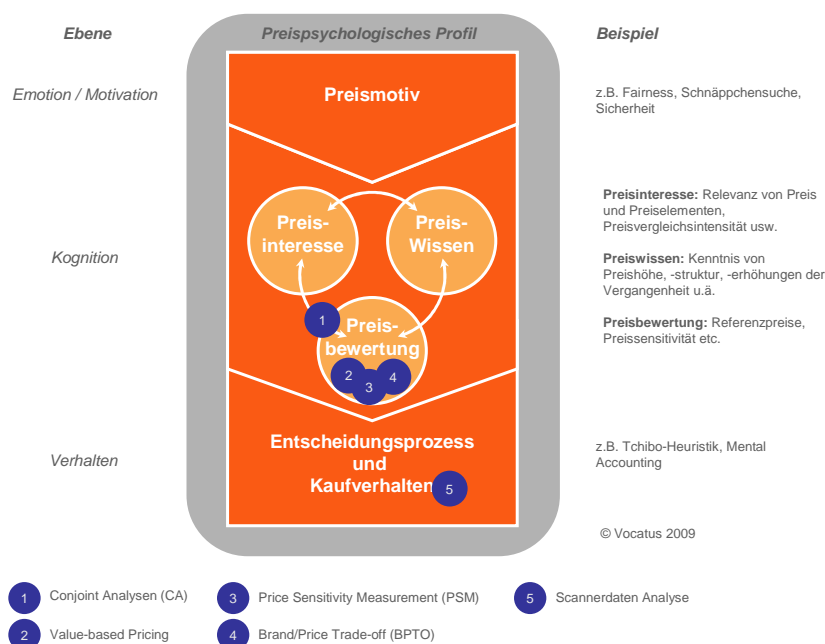 Ebene
Preispsychologisches Profil
Beispiel
Emotion / Motivation
Preismotiv
z.B. Fairness, Schnäppchensuche,
Sicherheit
Kognition
Preis-
interesse
Preis-
Wissen
1
Preis-
bewertung
2
3
4
Preisinteresse: Relevanz von Preis
und Preiselementen,
Preisvergleichsintensität usw.
Preiswissen: Kenntnis von
Preishöhe, -struktur, -erhöhungen der
Vergangenheit u.ä.
Preisbewertung: Referenzpreise,
Preissensitivität etc.
Verhalten
Entscheidungsprozess
und
Kaufverhalten
5
z.B. Tchibo-Heuristik, Mental
Accounting
© Vocatus 2009
1 Conjoint Analysen (CA)
3 Price Sensitivity Measurement (PSM)
5 Scannerdaten Analyse
2 Value-based Pricing
4 Brand/Price Trade-off (BPTO)